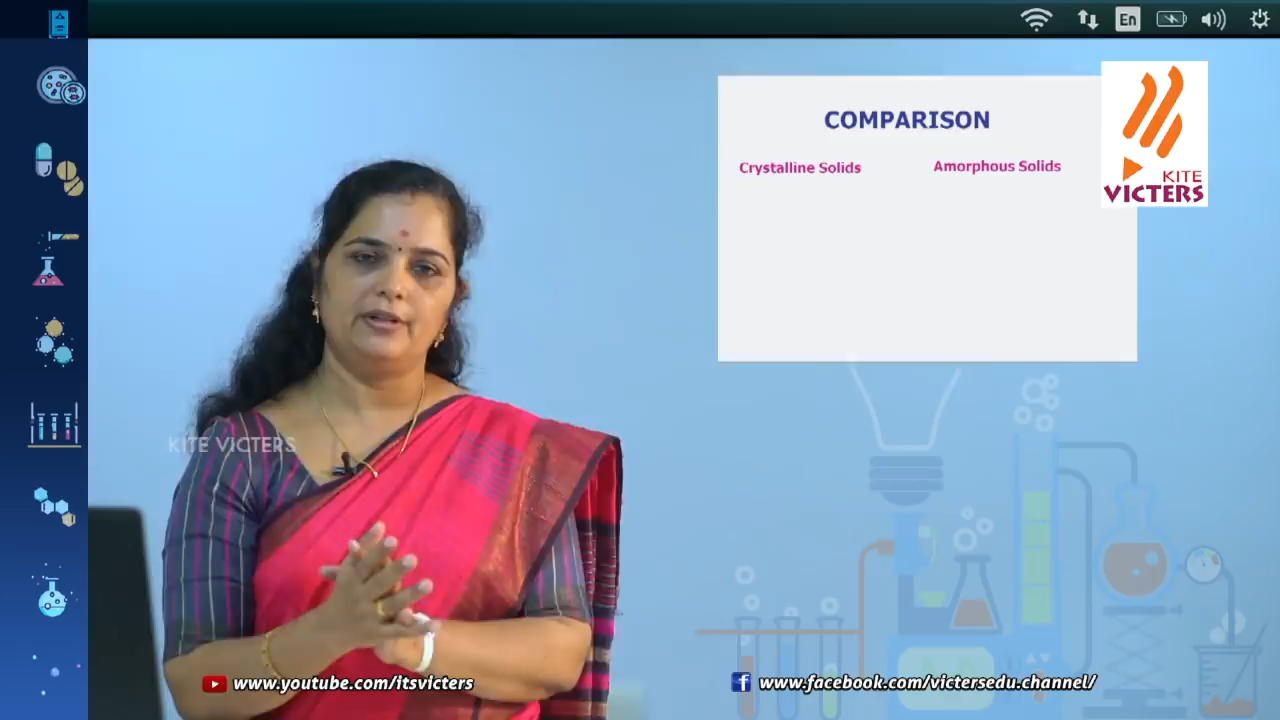 En
COMPARISON
Crystalline Solids
Amorphous Solids
KITE
VICTERS
KITE VICTERS
www.youtube.com/itsvicters
www.facebook.com/victersedu.channel/